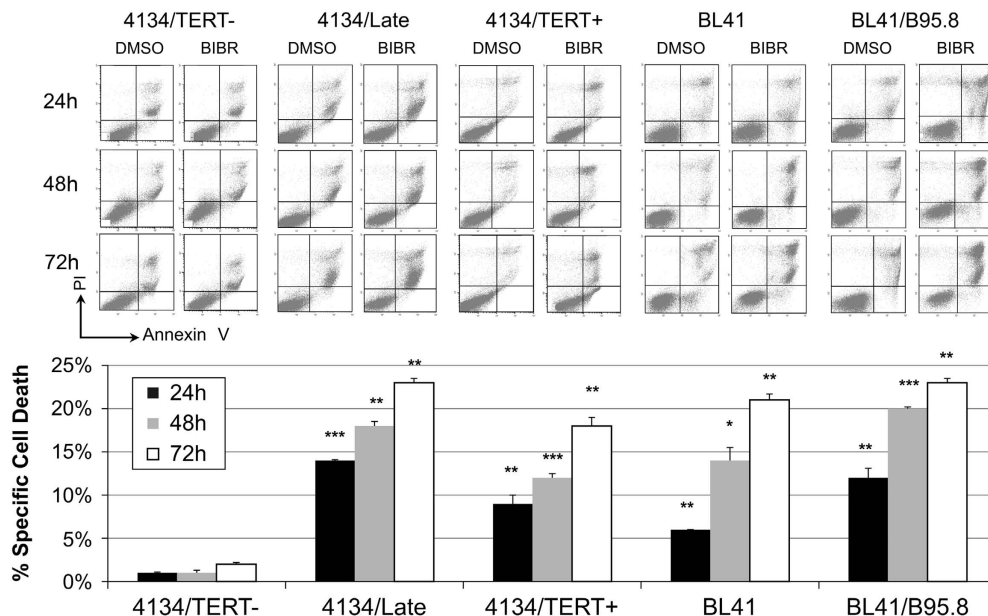 4134/TERT- 4134/Late 4134/TERT+ BL41 BL41/B95.8
DMSO BIBR DMSO BIBR DMSO BIBR DMSO BIBR DMSO BIBR
24h
48h
72h
PI
Annexin V
% Specific Cell Death
25%
20%
15%
10%
5%
0%
24h
48h
72h
*** ** **
** *** **
** * **
** *** **
4134/TERT- 4134/Late 4134/TERT+ BL41 BL41/B95.8